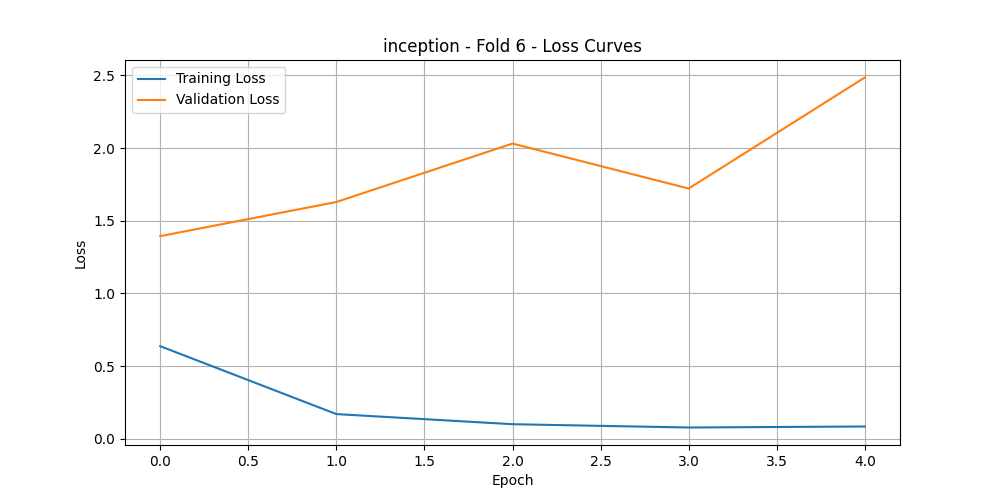 inception - Fold 6 - Loss Curves
Training Loss
Validation Loss
2.5
2.0
1.5
1.0
0.5
0.0
Loss
0.0 0.5 1.0 1.5 2.0 2.5 3.0 3.5 4.0
Epoch